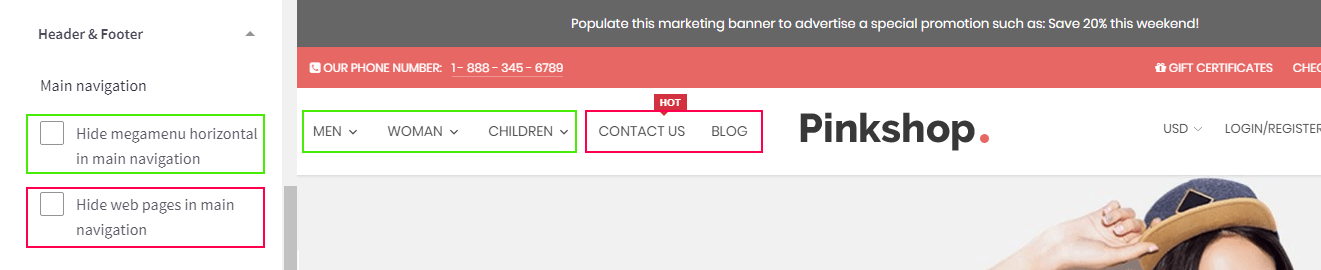 Header & Footer
Main navigation
Hide megamenu horizontal
in main navigation
Hide web pages in main
navigation
Populate this marketing banner to advertise a special promotion such as: Save 20% this weekend!
OUR PHONE NUMBER: 1 - 888 - 345 - 6789
GIFT CERTIFICATES CHEC
HOT
MEN WOMAN CHILDREN CONTACT US BLOG Pinkshop. USD LOGIN/REGISTER